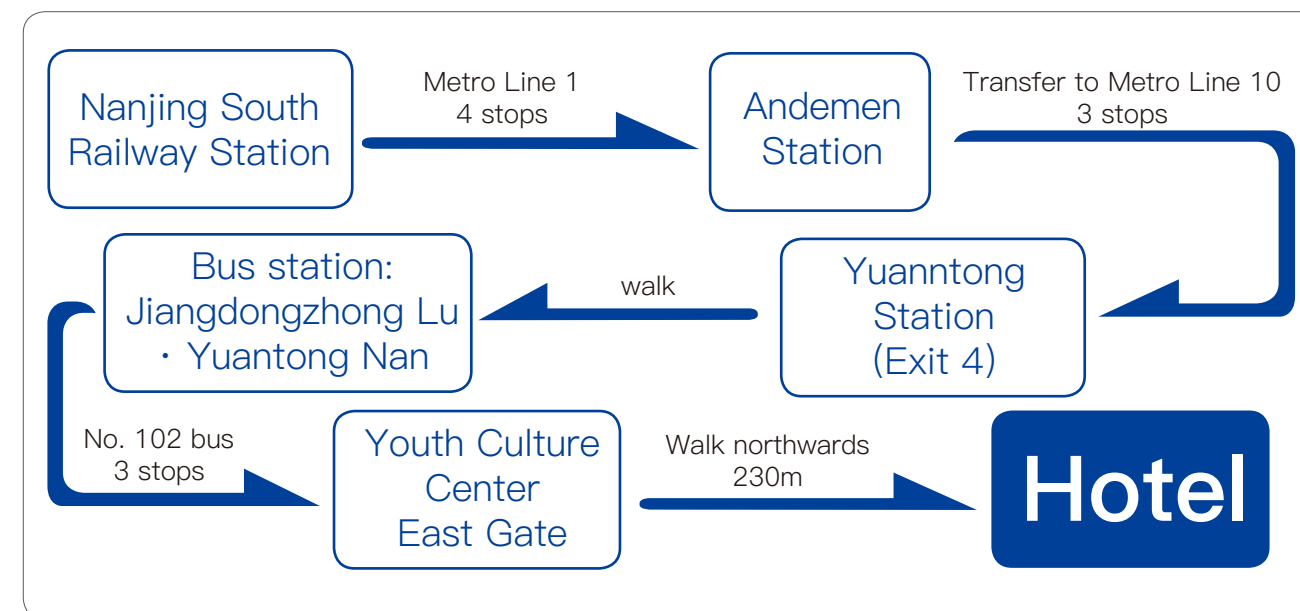 Nanjing South
Railway Station
Metro Line 1
4 stops
Andemen
Station
Transfer to Metro Line 10
3 stops
Yuanntong
Station
(Exit 4)
walk
Bus station:
Jiangdongzhong Lu
· Yuantong Nan
No. 102 bus
3 stops
Youth Culture
Center
East Gate
Walk northwards
230m
Hotel